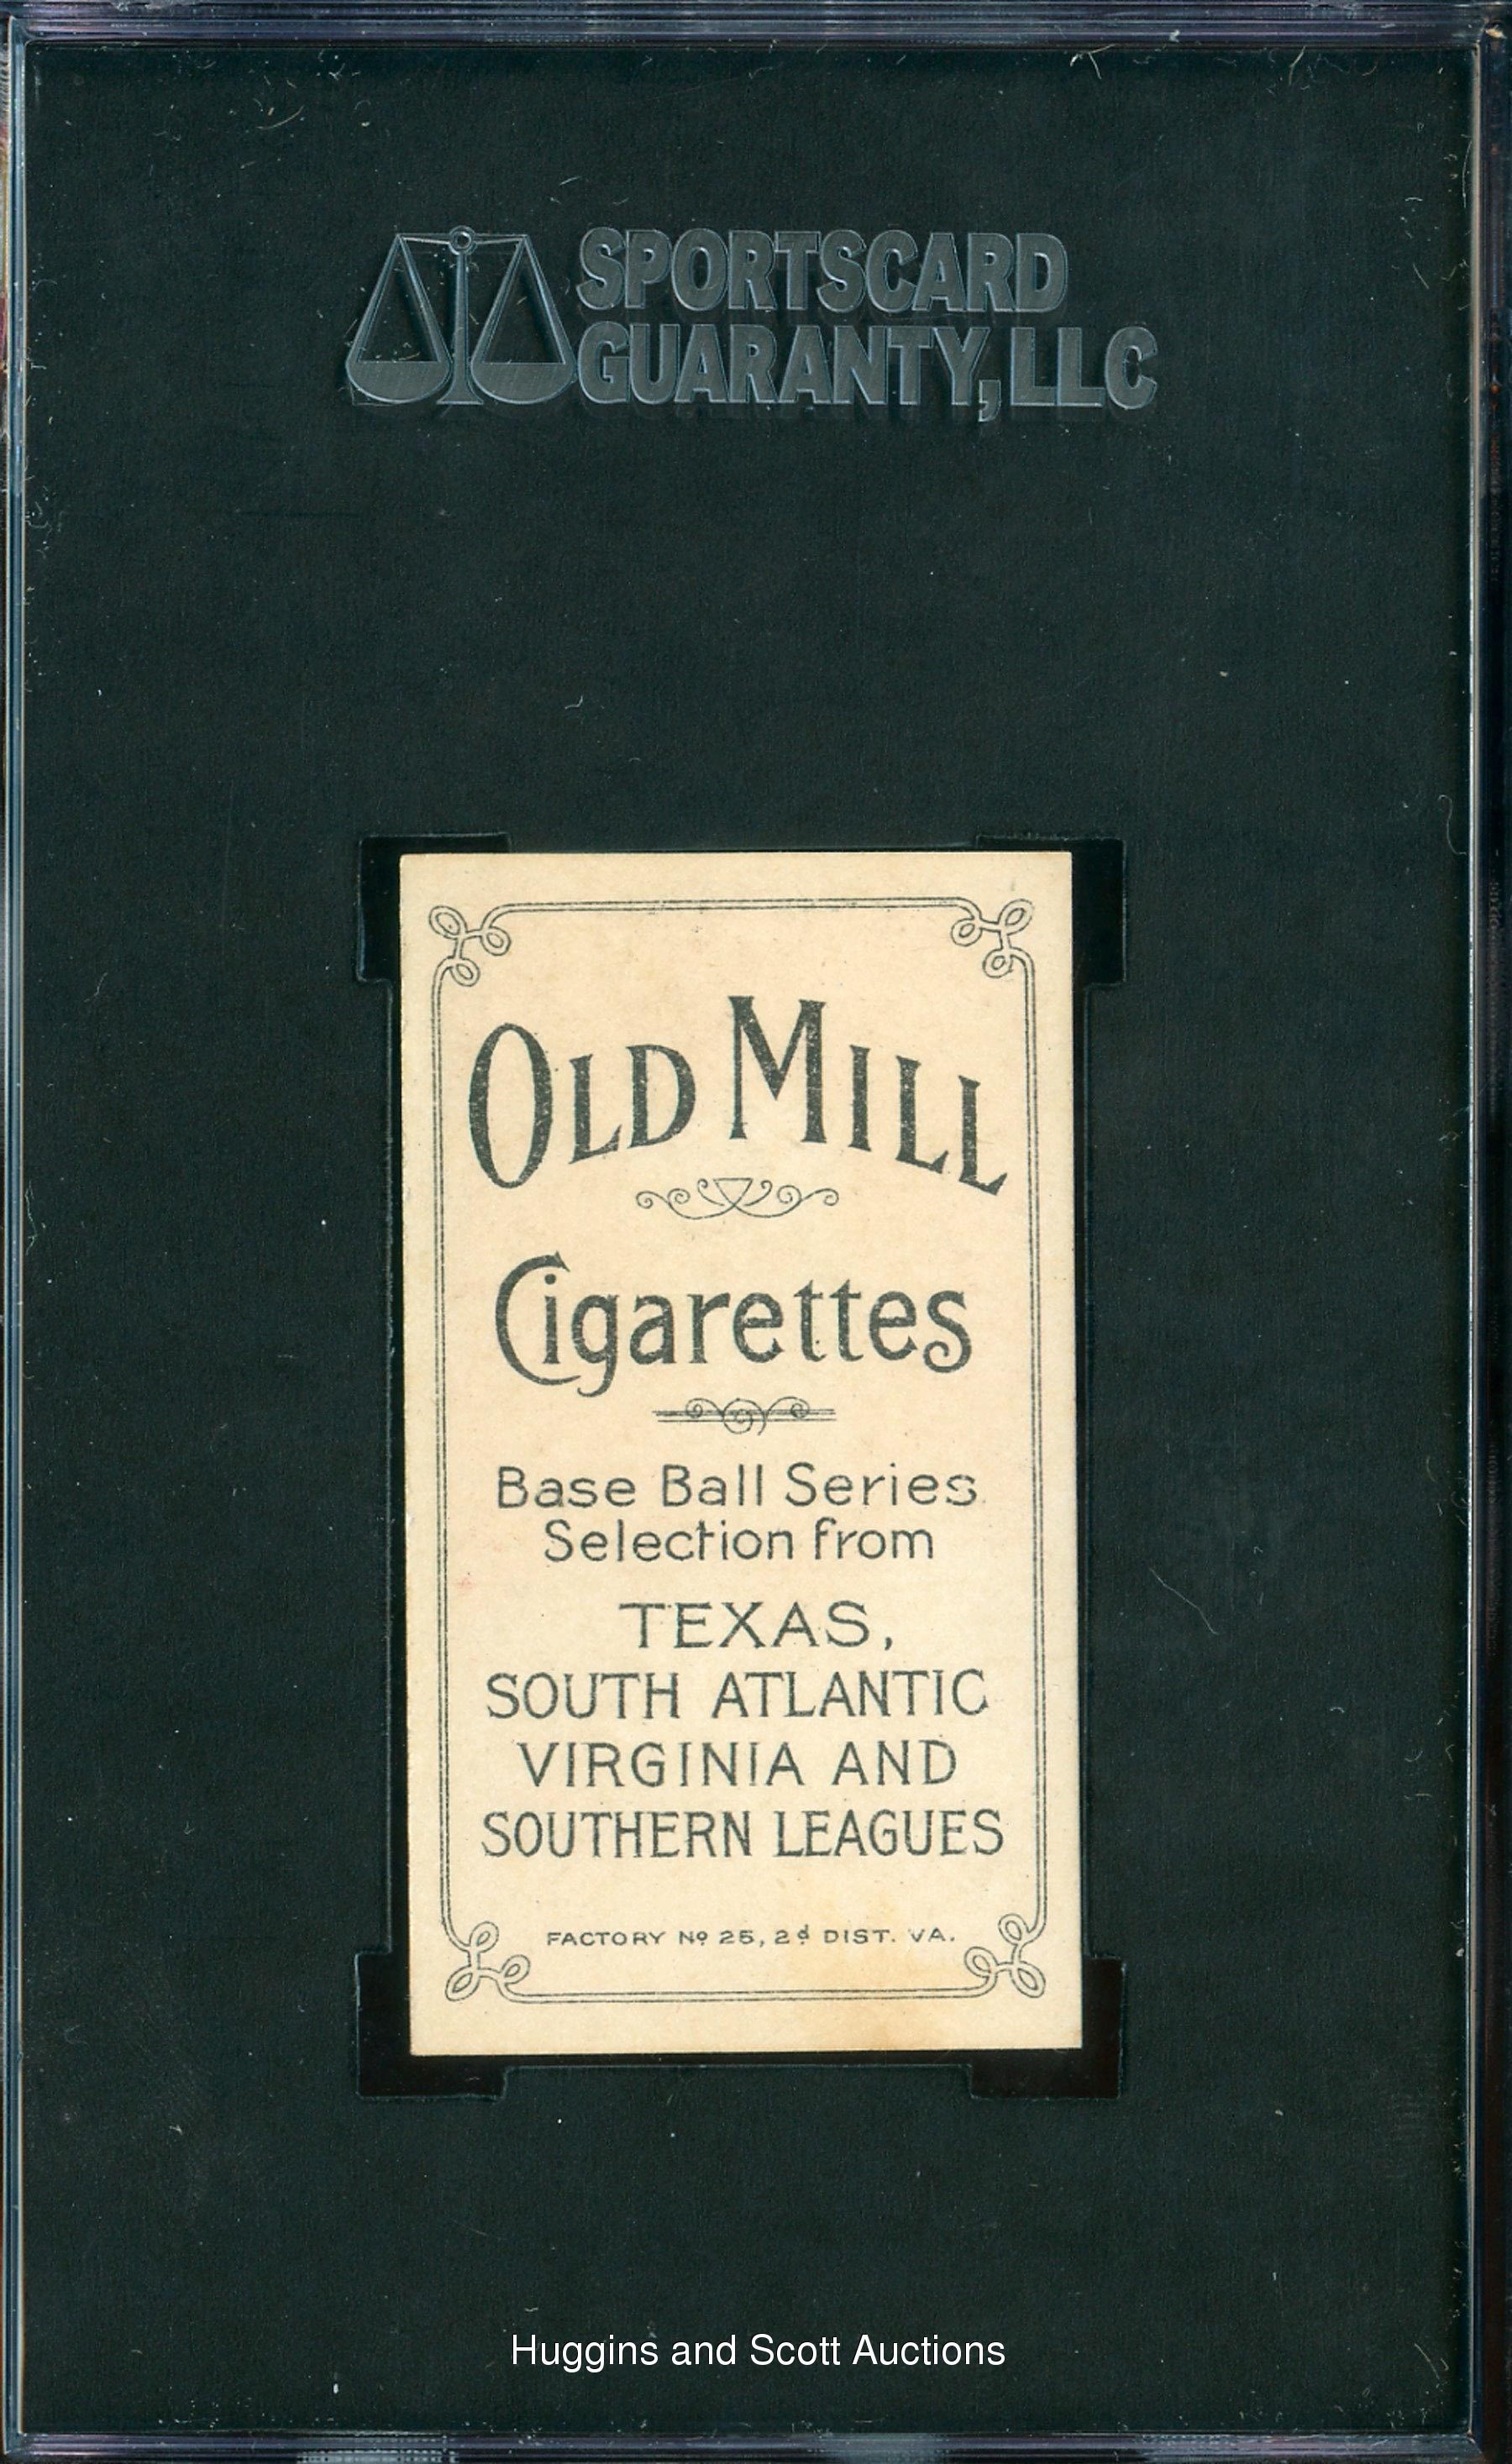 SPORTSCARD
GUARANTY, LLC
OLD MILL
Cigarettes
Base Ball Series
Selection from
TEXAS,
SOUTH ATLANTIC
VIRGINIA AND
SOUTHERN LEAGUES
FACTORY Nº 25, 2d DIST. VA.
Huggins and Scott Auctions